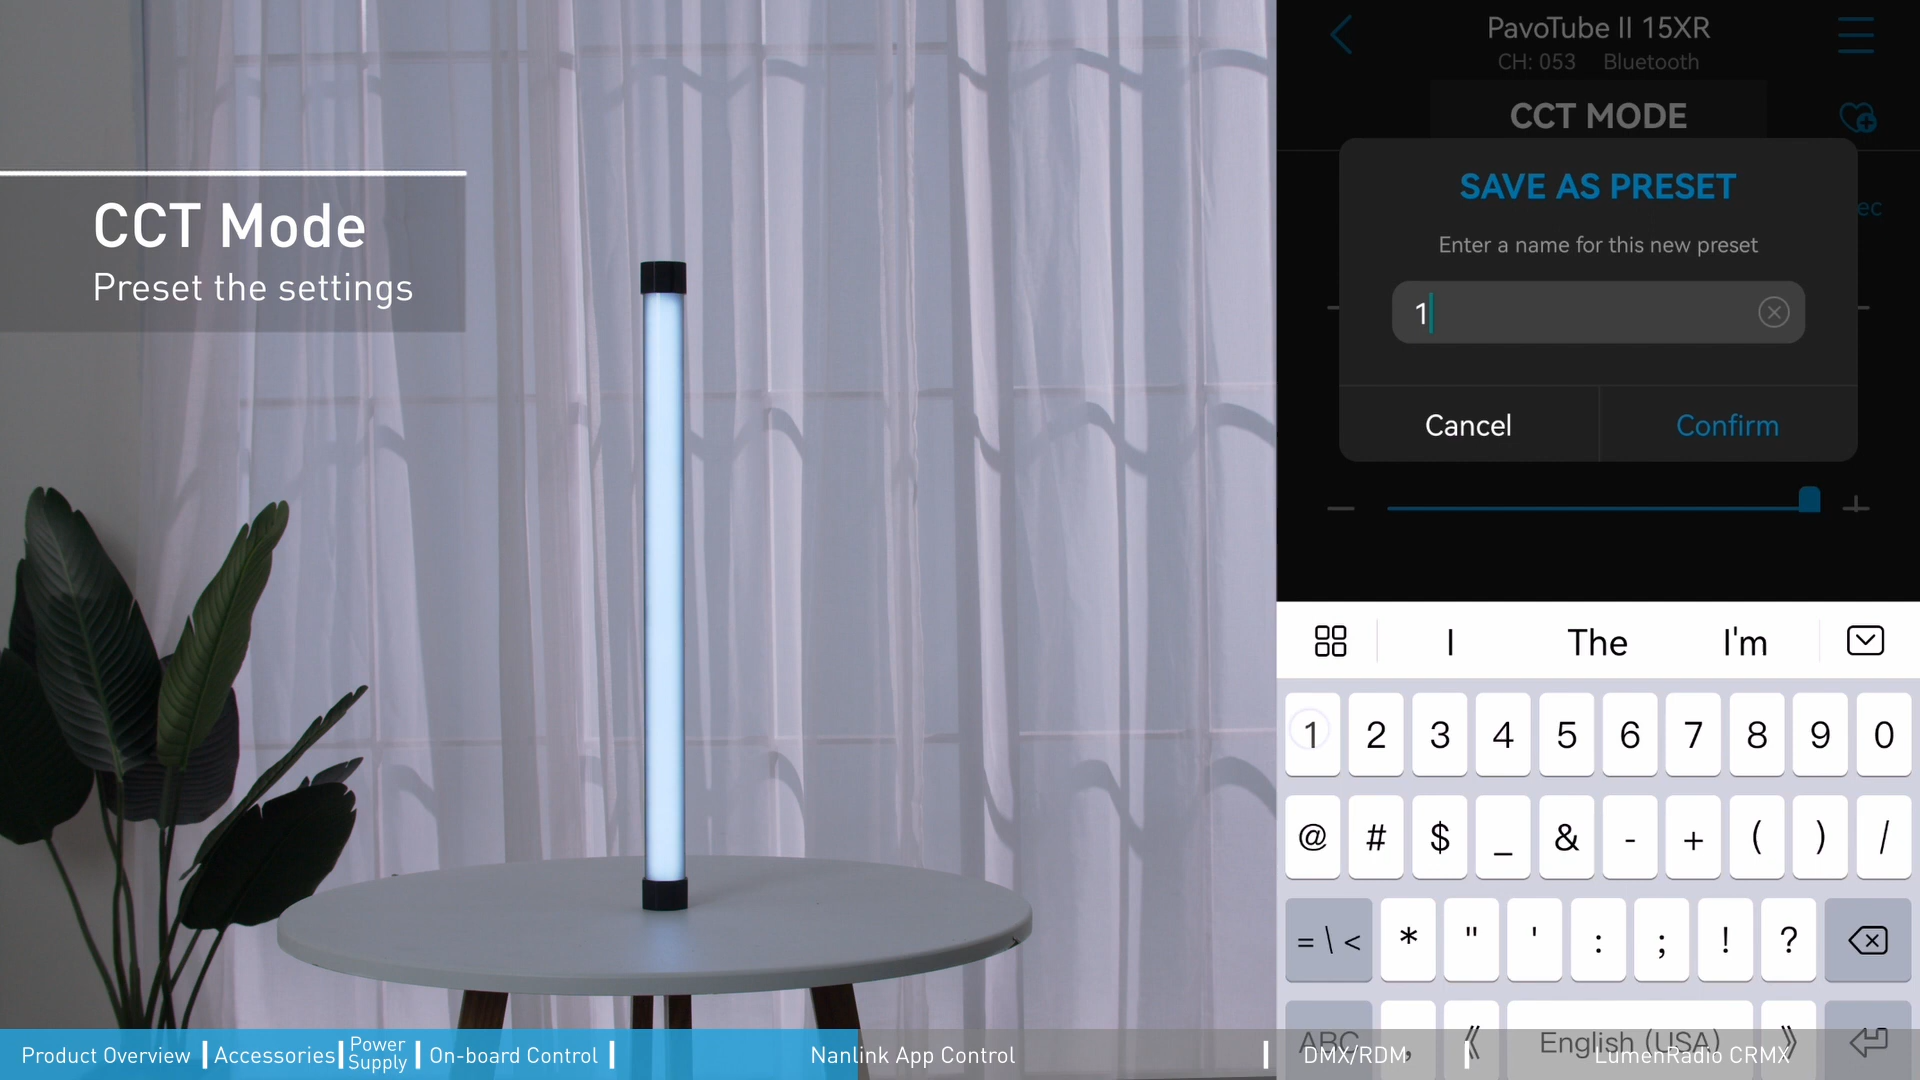 CCT Mode
Preset the settings
PavoTube II 15XR
CH: 053 Bluetooth
CCT MODE
SAVE AS PRESET
ec
Enter a name for this new preset
1
Cancel Confirm
I The I'm
1 2 3 4 5 6 7 8 9 0
@ # $ _ & - + ( ) /
= \ < * " ' : ; ! ?
ABC , 《 English (USA) 》
Product Overview Accessories Power Supply On-board Control Nanlink App Control DMX/RDM LumenRadio CRMX